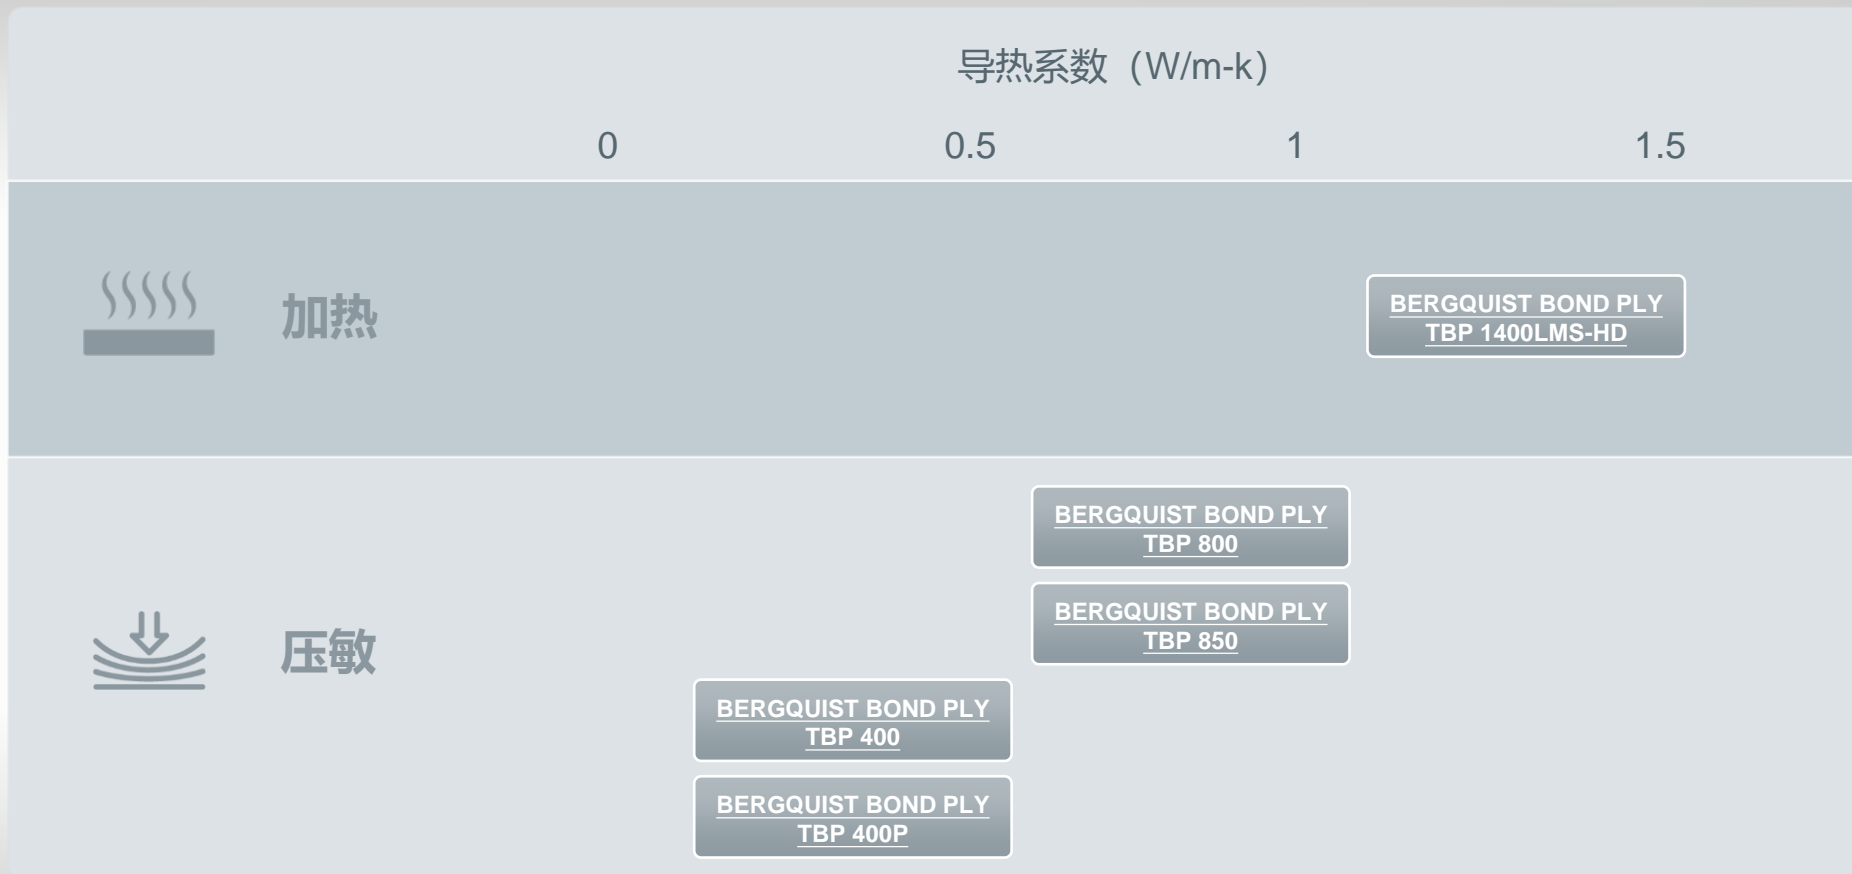 导热系数（W/m-k）
0 0.5 1 1.5
加热
BERGQUIST BOND PLY
TBP 1400LMS-HD
压敏
BERGQUIST BOND PLY
TBP 800
BERGQUIST BOND PLY
TBP 850
BERGQUIST BOND PLY
TBP 400
BERGQUIST BOND PLY
TBP 400P